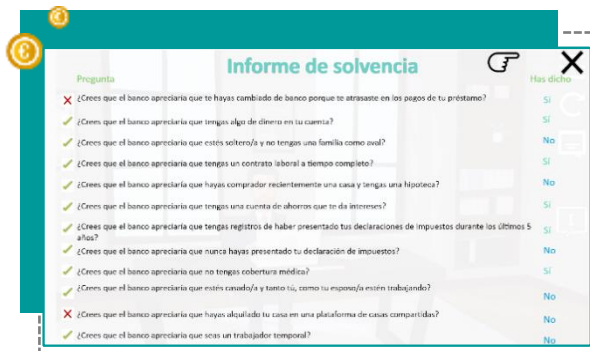 Informe de solvencia
Pregunta
Has dicho
¿Crees que el banco apreciaría que te hayas cambiado de banco porque te atrasaste en los pagos de tu préstamo? Sí
¿Crees que el banco apreciaría que tengas algo de dinero en tu cuenta? Sí
¿Crees que el banco apreciaría que estés soltero/a y no tengas una familia como aval? No
¿Crees que el banco apreciaría que tengas un contrato laboral a tiempo completo? Sí
¿Crees que el banco apreciaría que hayas comprador recientemente una casa y tengas una hipoteca? No
¿Crees que el banco apreciaría que tengas una cuenta de ahorros que te da intereses? Sí
¿Crees que el banco apreciaría que tengas registros de haber presentado tus declaraciones de impuestos durante los últimos 5 Sí
años?
¿Crees que el banco apreciaría que nunca hayas presentado tu declaración de impuestos? No
¿Crees que el banco apreciaría que no tengas cobertura médica? Sí
¿Crees que el banco apreciaría que estés casado/a y tanto tú, como tu esposo/a estén trabajando?
No
¿Crees que el banco apreciaría que hayas alquilado tu casa en una plataforma de casas compartidas? No
¿Crees que el banco apreciaría que seas un trabajador temporal? No